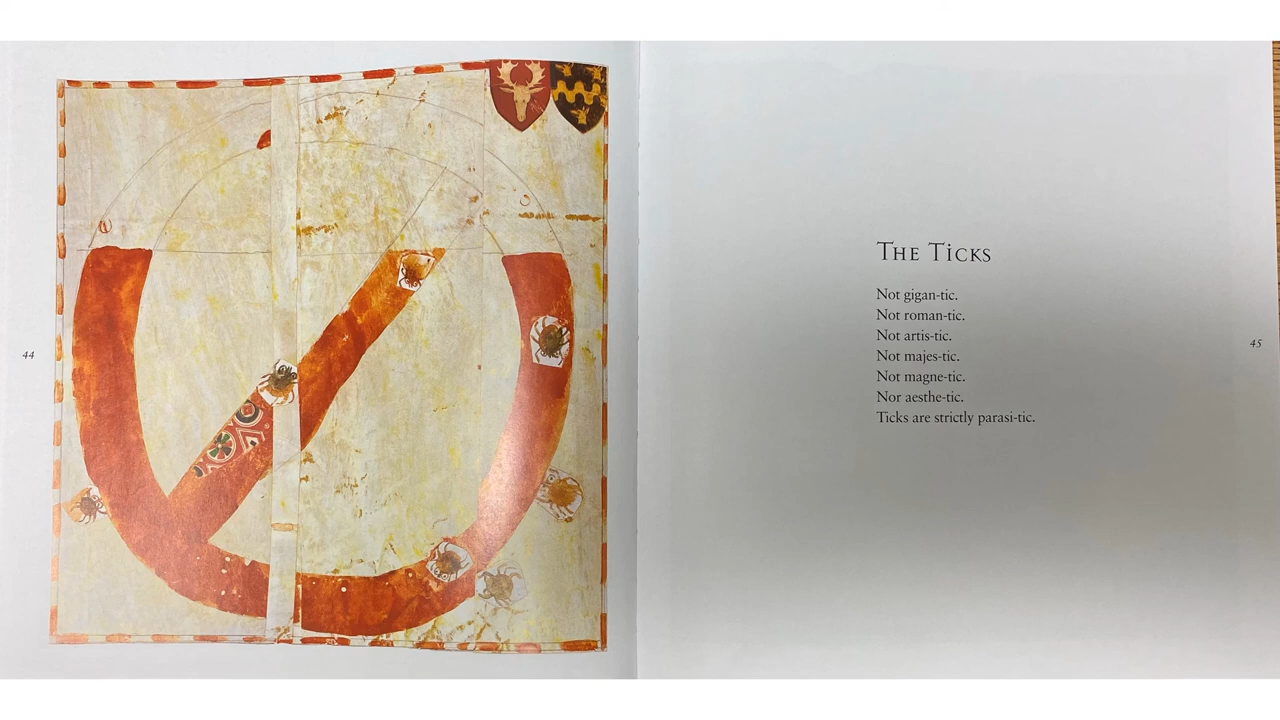 44
THE TICKS
Not gigan-tic.
Not roman-tic.
Not artis-tic.
Not majes-tic.
Not magne-tic.
Nor aesthe-tic.
Ticks are strictly parasi-tic.
45